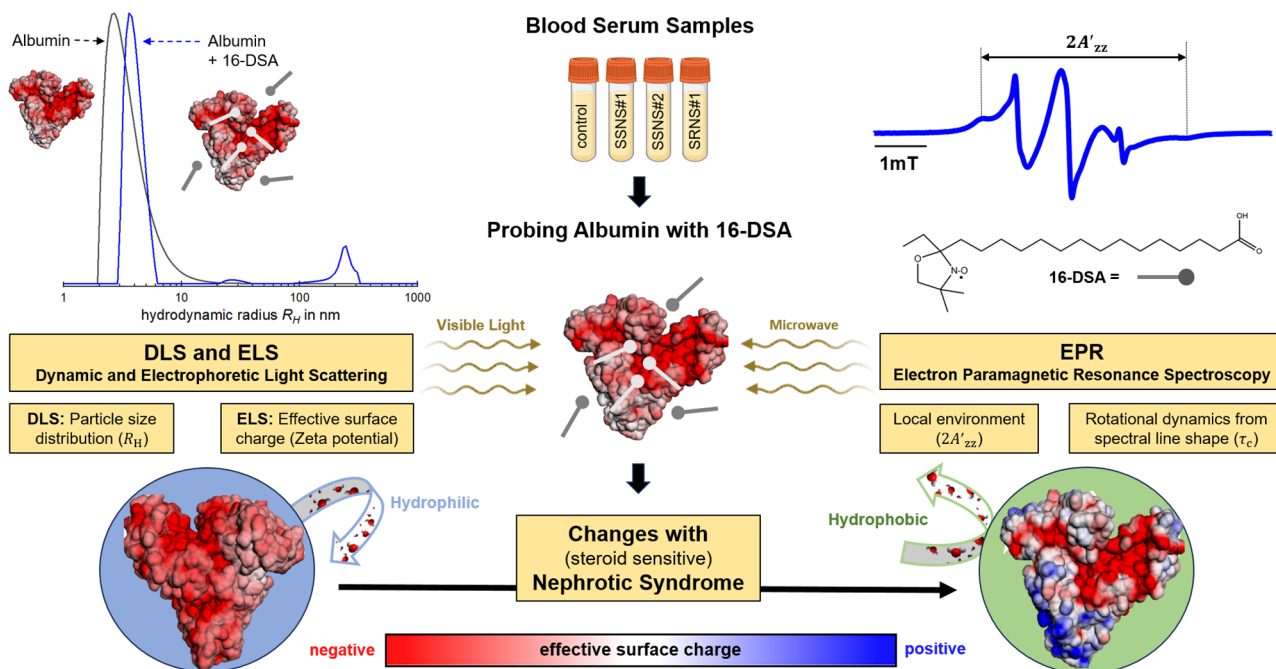 Albumin
Albumin
+ 16-DSA
1
10
100
1000
hydrodynamic radius R_H in nm
Blood Serum Samples
control
SSNS#1
SSNS#2
SRNS#1
2A′zz
1mT
OH
O
O
N-O
•
16-DSA =
Probing Albumin with 16-DSA
Visible Light
Microwave
DLS and ELS
Dynamic and Electrophoretic Light Scattering
DLS: Particle size
distribution (R_H)
ELS: Effective surface
charge (Zeta potential)
EPR
Electron Paramagnetic Resonance Spectroscopy
Local environment
(2A′zz)
Rotational dynamics from
spectral line shape (τc)
Hydrophilic
Hydrophobic
Changes with
(steroid sensitive)
Nephrotic Syndrome
negative
effective surface charge
positive